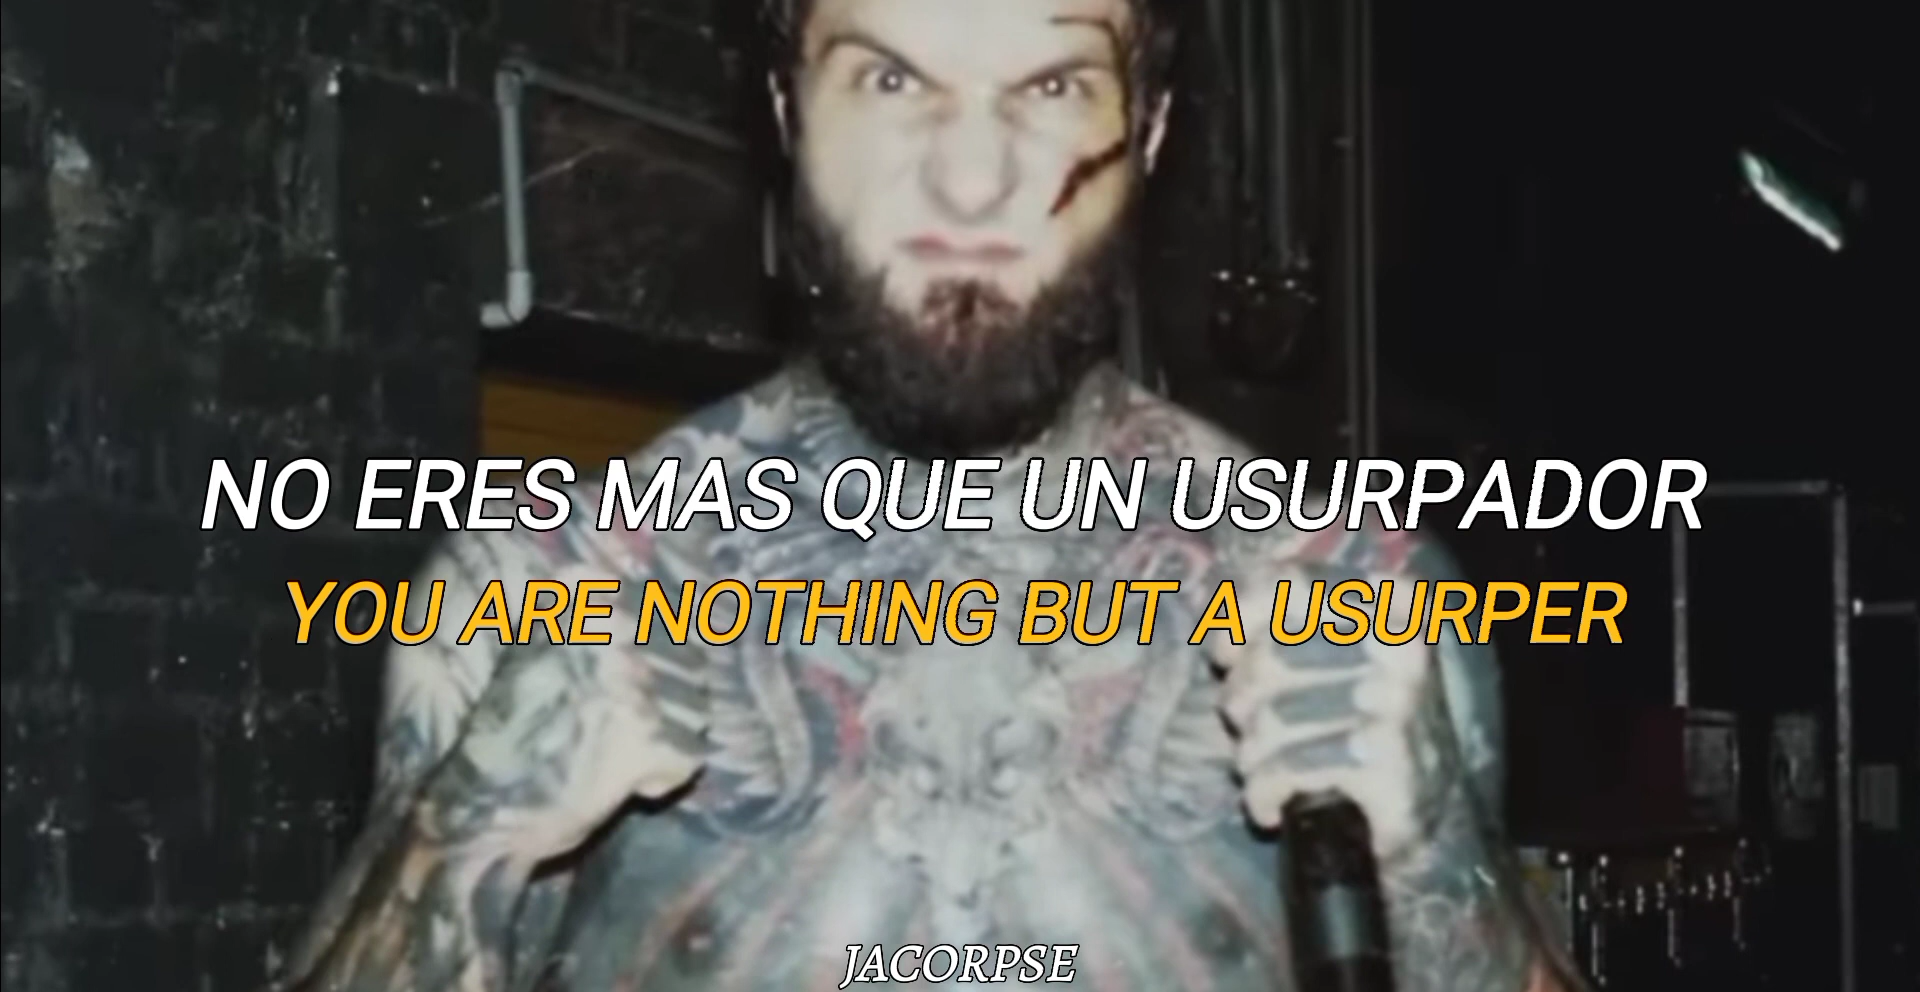 NO ERES MAS QUE UN USURPADOR
YOU ARE NOTHING BUT A USURPER
JACORPSE